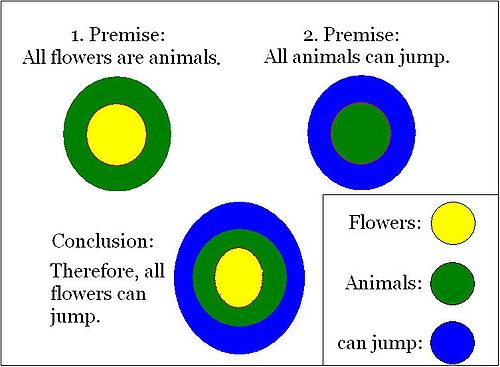 1. Premise:
All flowers are animals.
2. Premise:
All animals can jump.
Conclusion:
Therefore, all
flowers can
jump.
Flowers:
Animals:
can jump: